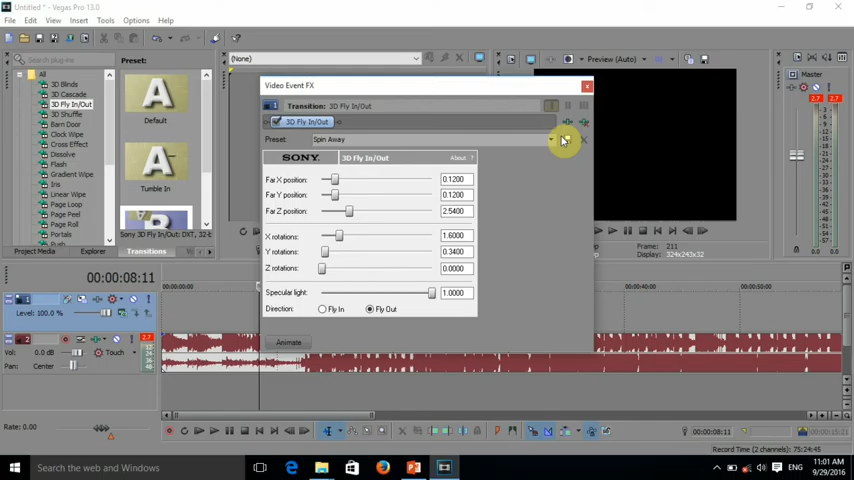 Untitled* - Vegas Pro 13.0
File Edit View Insert Tools Options Help
Search plug-ins
Preset:
(None)
Preview (Auto)
Master
All
3D Blinds
3D Cascade
3D Fly In/Out
3D Shuffle
Barn Door
Clock Wipe
Cross Effect
Dissolve
Flash
Gradient Wipe
Iris
Linear Wipe
Page Loop
Page Peel
Page Roll
Portals
Push
Default
Tumble In
Sony 3D Fly In/Out: DXT, 32-b
Project Media Explorer Transitions
Video Event FX
Transition: 3D Fly In/Out
3D Fly In/Out
Preset: Spin Away
SONY. 3D Fly In/Out About ?
Far X position: 0.1200
Far Y position: 0.1200
Far Z position: 2.5400
X rotations: 1.6000
Y rotations: 0.3400
Z rotations: 0.0000
Specular light: 1.0000
Direction: Fly In Fly Out
Animate
Frame: 211
Display: 324x243x32
00:00:08:11
00:00:00:00
00:00:40:00
00:00:50:00
1
Level: 100.0 %
2
Vol: 0.0 dB Touch
Pan: Center
Rate: 0.00
00:00:08:11
Record Time (2 channels): 75:24:45
Search the web and Windows
ENG
11:01 AM
9/29/2016